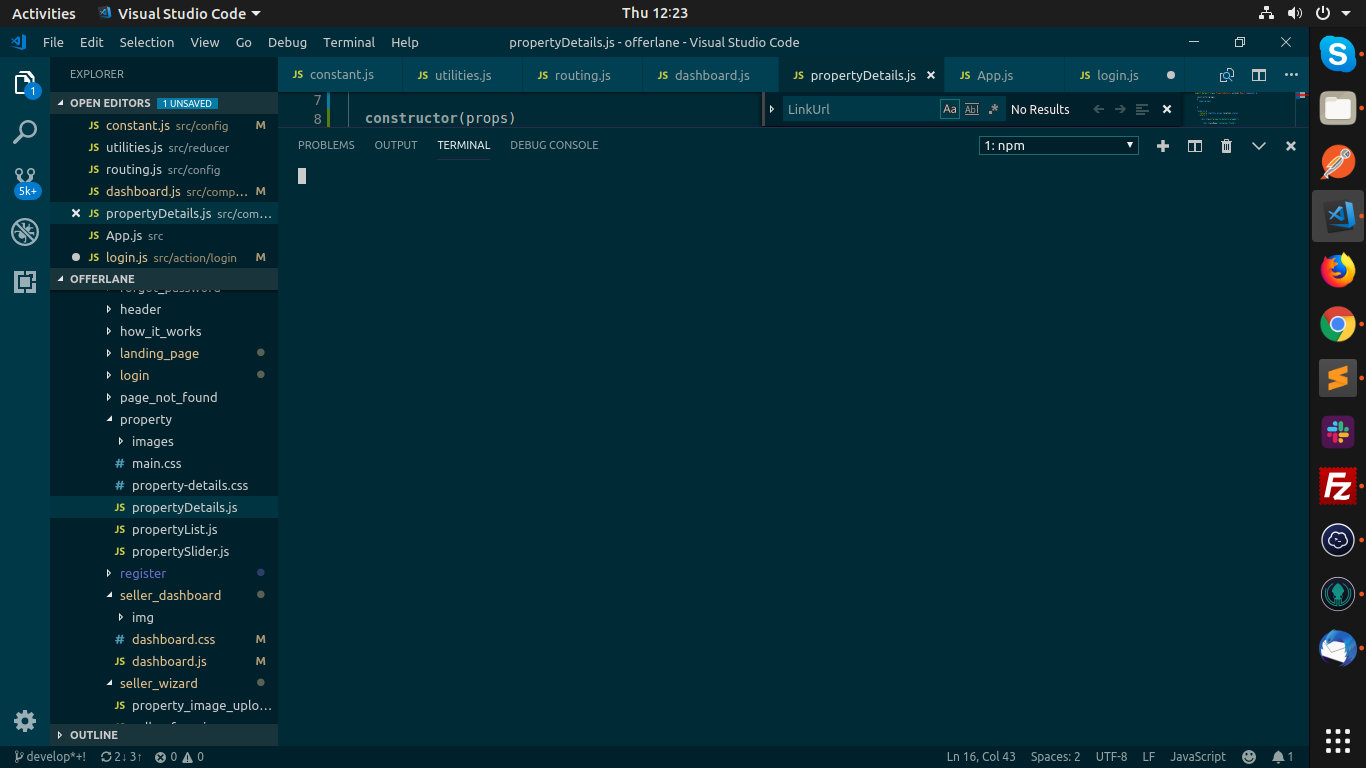 Activities Visual Studio Code Thu 12:23
File Edit Selection View Go Debug Terminal Help propertyDetails.js - offerlane - Visual Studio Code
EXPLORER
JS constant.js JS utilities.js JS routing.js JS dashboard.js JS propertyDetails.js JS App.js JS login.js
OPEN EDITORS 1 UNSAVED
JS constant.js src/config M
JS utilities.js src/reducer
JS routing.js src/config
JS dashboard.js src/comp... M
JS propertyDetails.js src/com...
JS App.js src
JS login.js src/action/login M
1
5k+
OFFERLANE
forgot_password
header
how_it_works
landing_page
login
page_not_found
property
images
# main.css
# property-details.css
JS propertyDetails.js
JS propertyList.js
JS propertySlider.js
register
seller_dashboard
img
# dashboard.css M
JS dashboard.js M
seller_wizard
JS property_image_uplo...
OUTLINE
7
8 constructor(props)
LinkUrl Aa Abl .* No Results
PROBLEMS OUTPUT TERMINAL DEBUG CONSOLE 1: npm
develop*+! 2↓ 3↑ 0 0 Ln 16, Col 43 Spaces: 2 UTF-8 LF JavaScript 1
S
Fz